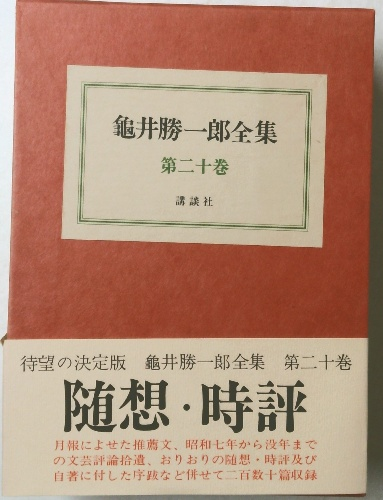 龜井勝一郎全集
第二十巻
講談社
待望の決定版 龜井勝一郎全集 第二十巻
随想・時評
月報によせた推薦文、昭和七年から没年まで
の文芸評論拾遺、おりおりの随想・時評及び
自著に付した序跋など併せて二百数十篇収録